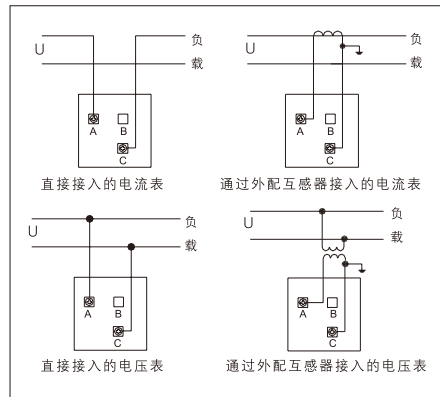 U 负 载
A B C
直接接入的电流表
U 负 载
A B C
通过外配互感器接入的电流表
U 负 载
A B C
直接接入的电压表
U 负 载
A B C
通过外配互感器接入的电压表